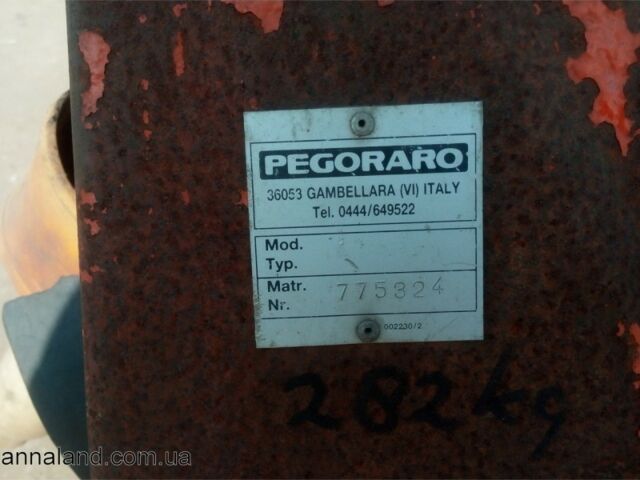 PEGORARO
36053 GAMBELLARA (VI) ITALY
Tel. 0444/649522
Mod.
Typ.
Matr.
Nr. 775324
002230/2
282kg
annaland.com.ua